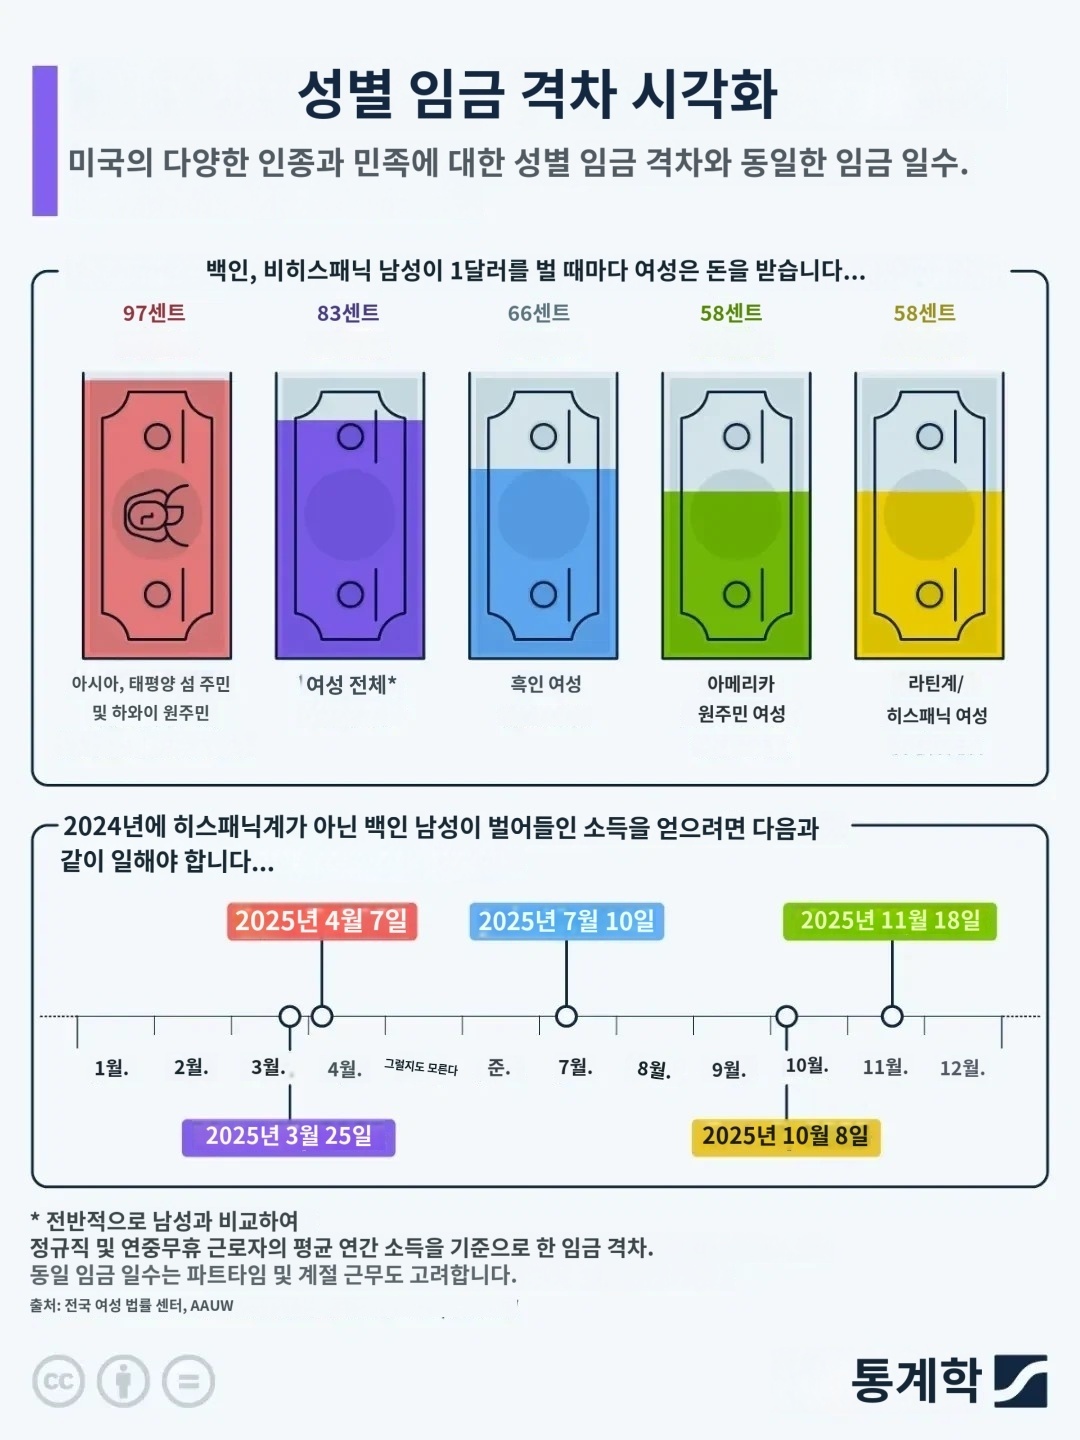 성별 임금 격차 시각화
미국의 다양한 인종과 민족에 대한 성별 임금 격차와 동일한 임금 일수.
백인, 비히스패닉 남성이 1달러를 벌 때마다 여성은 돈을 받습니다...
97센트
83센트
66센트
58센트
58센트
아시아, 태평양 섬 주민
및 하와이 원주민
여성 전체*
흑인 여성
아메리카
원주민 여성
라틴계/
히스패닉 여성
2024년에 히스패닉계가 아닌 백인 남성이 벌어들인 소득을 얻으려면 다음과
같이 일해야 합니다...
2025년 4월 7일
2025년 7월 10일
2025년 11월 18일
1월.
2월.
3월.
4월.
그럴지도 모른다
준.
7월.
8월.
9월.
10월.
11월.
12월.
2025년 3월 25일
2025년 10월 8일
* 전반적으로 남성과 비교하여
정규직 및 연중무휴 근로자의 평균 연간 소득을 기준으로 한 임금 격차.
동일 임금 일수는 파트타임 및 계절 근무도 고려합니다.
출처: 전국 여성 법률 센터, AAUW
cc
통계학